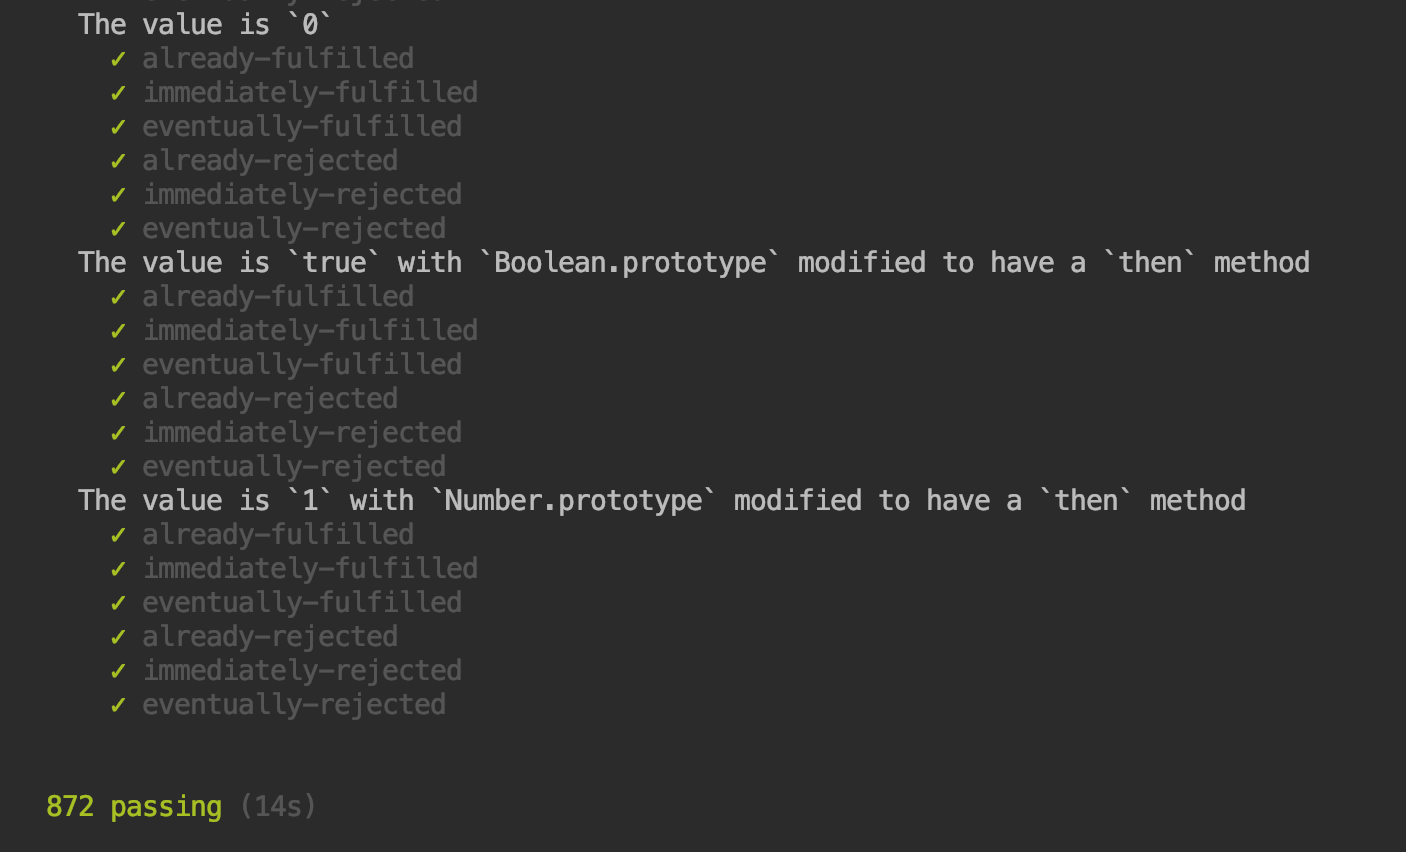 The value is `0`
✓ already-fulfilled
✓ immediately-fulfilled
✓ eventually-fulfilled
✓ already-rejected
✓ immediately-rejected
✓ eventually-rejected
The value is `true` with `Boolean.prototype` modified to have a `then` method
✓ already-fulfilled
✓ immediately-fulfilled
✓ eventually-fulfilled
✓ already-rejected
✓ immediately-rejected
✓ eventually-rejected
The value is `1` with `Number.prototype` modified to have a `then` method
✓ already-fulfilled
✓ immediately-fulfilled
✓ eventually-fulfilled
✓ already-rejected
✓ immediately-rejected
✓ eventually-rejected
872 passing (14s)